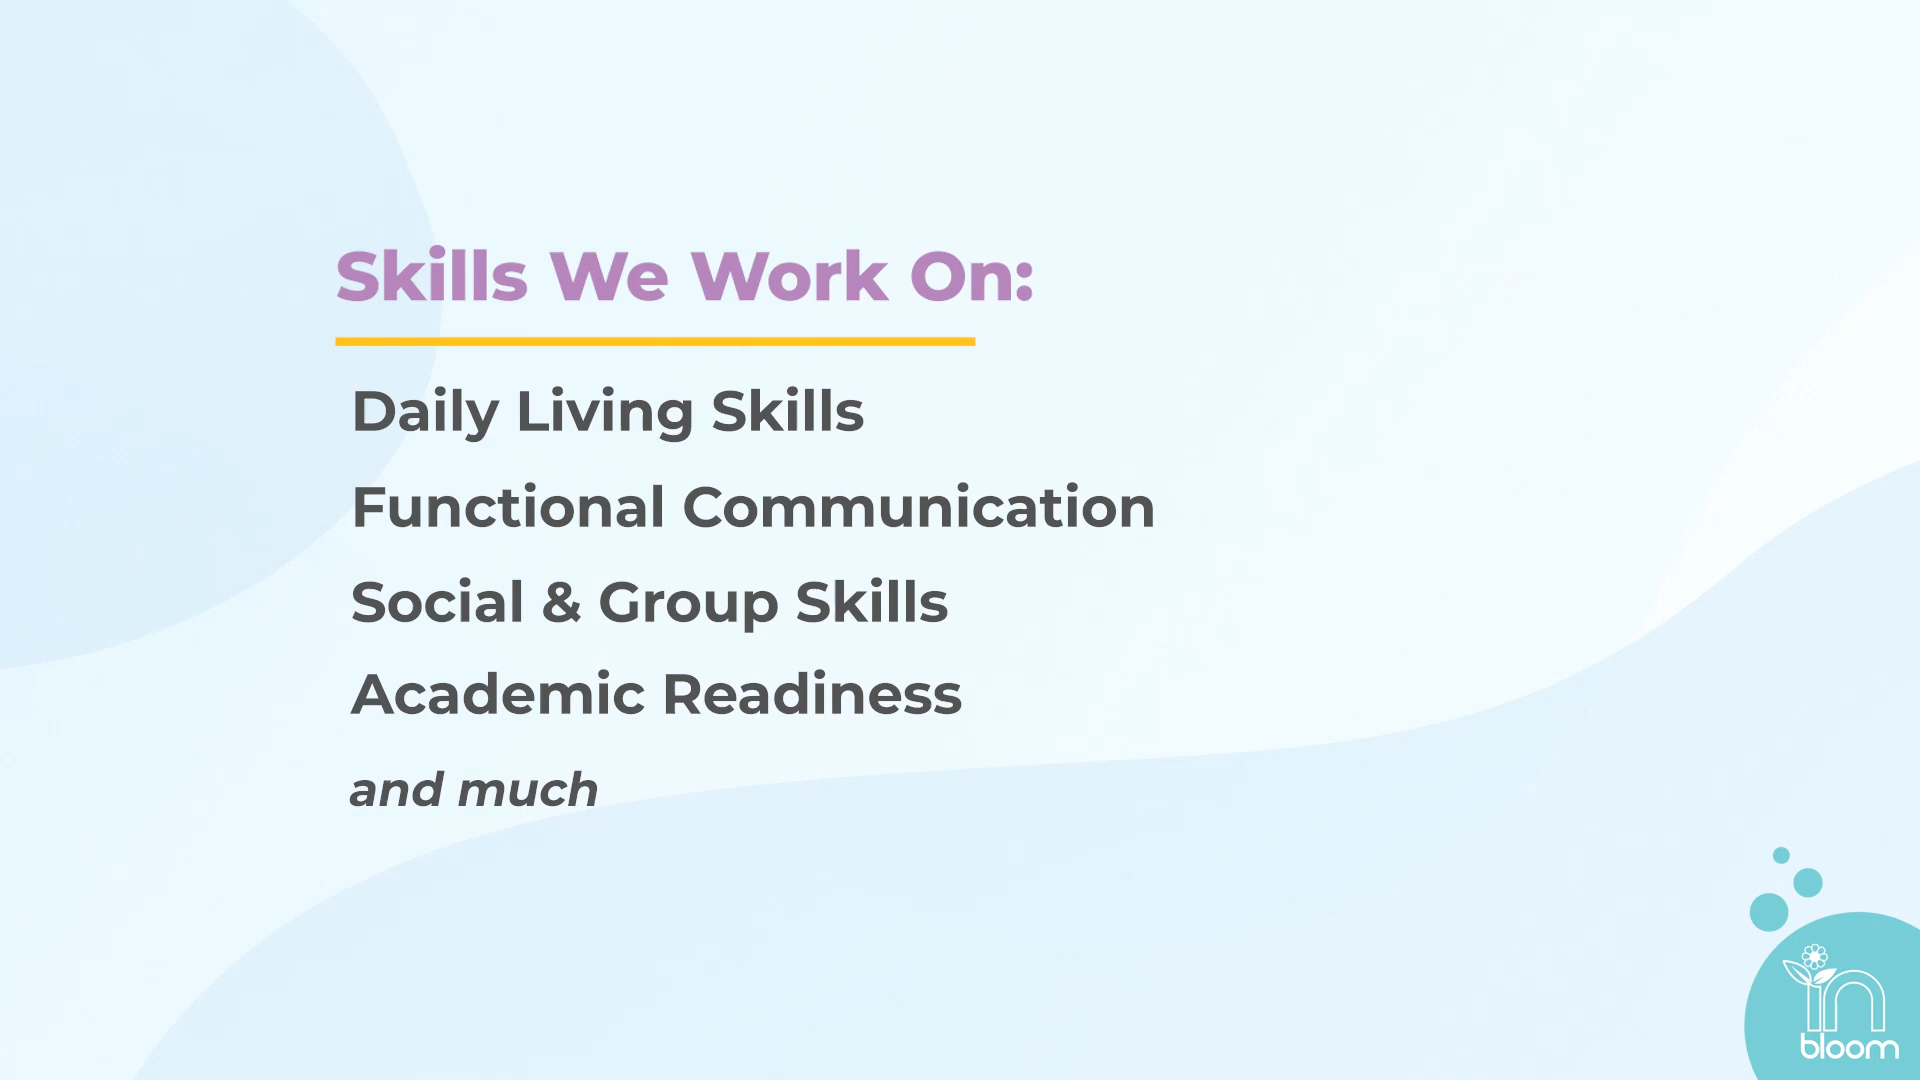 Skills We Work On:
Daily Living Skills
Functional Communication
Social & Group Skills
Academic Readiness
and much
in
bloom